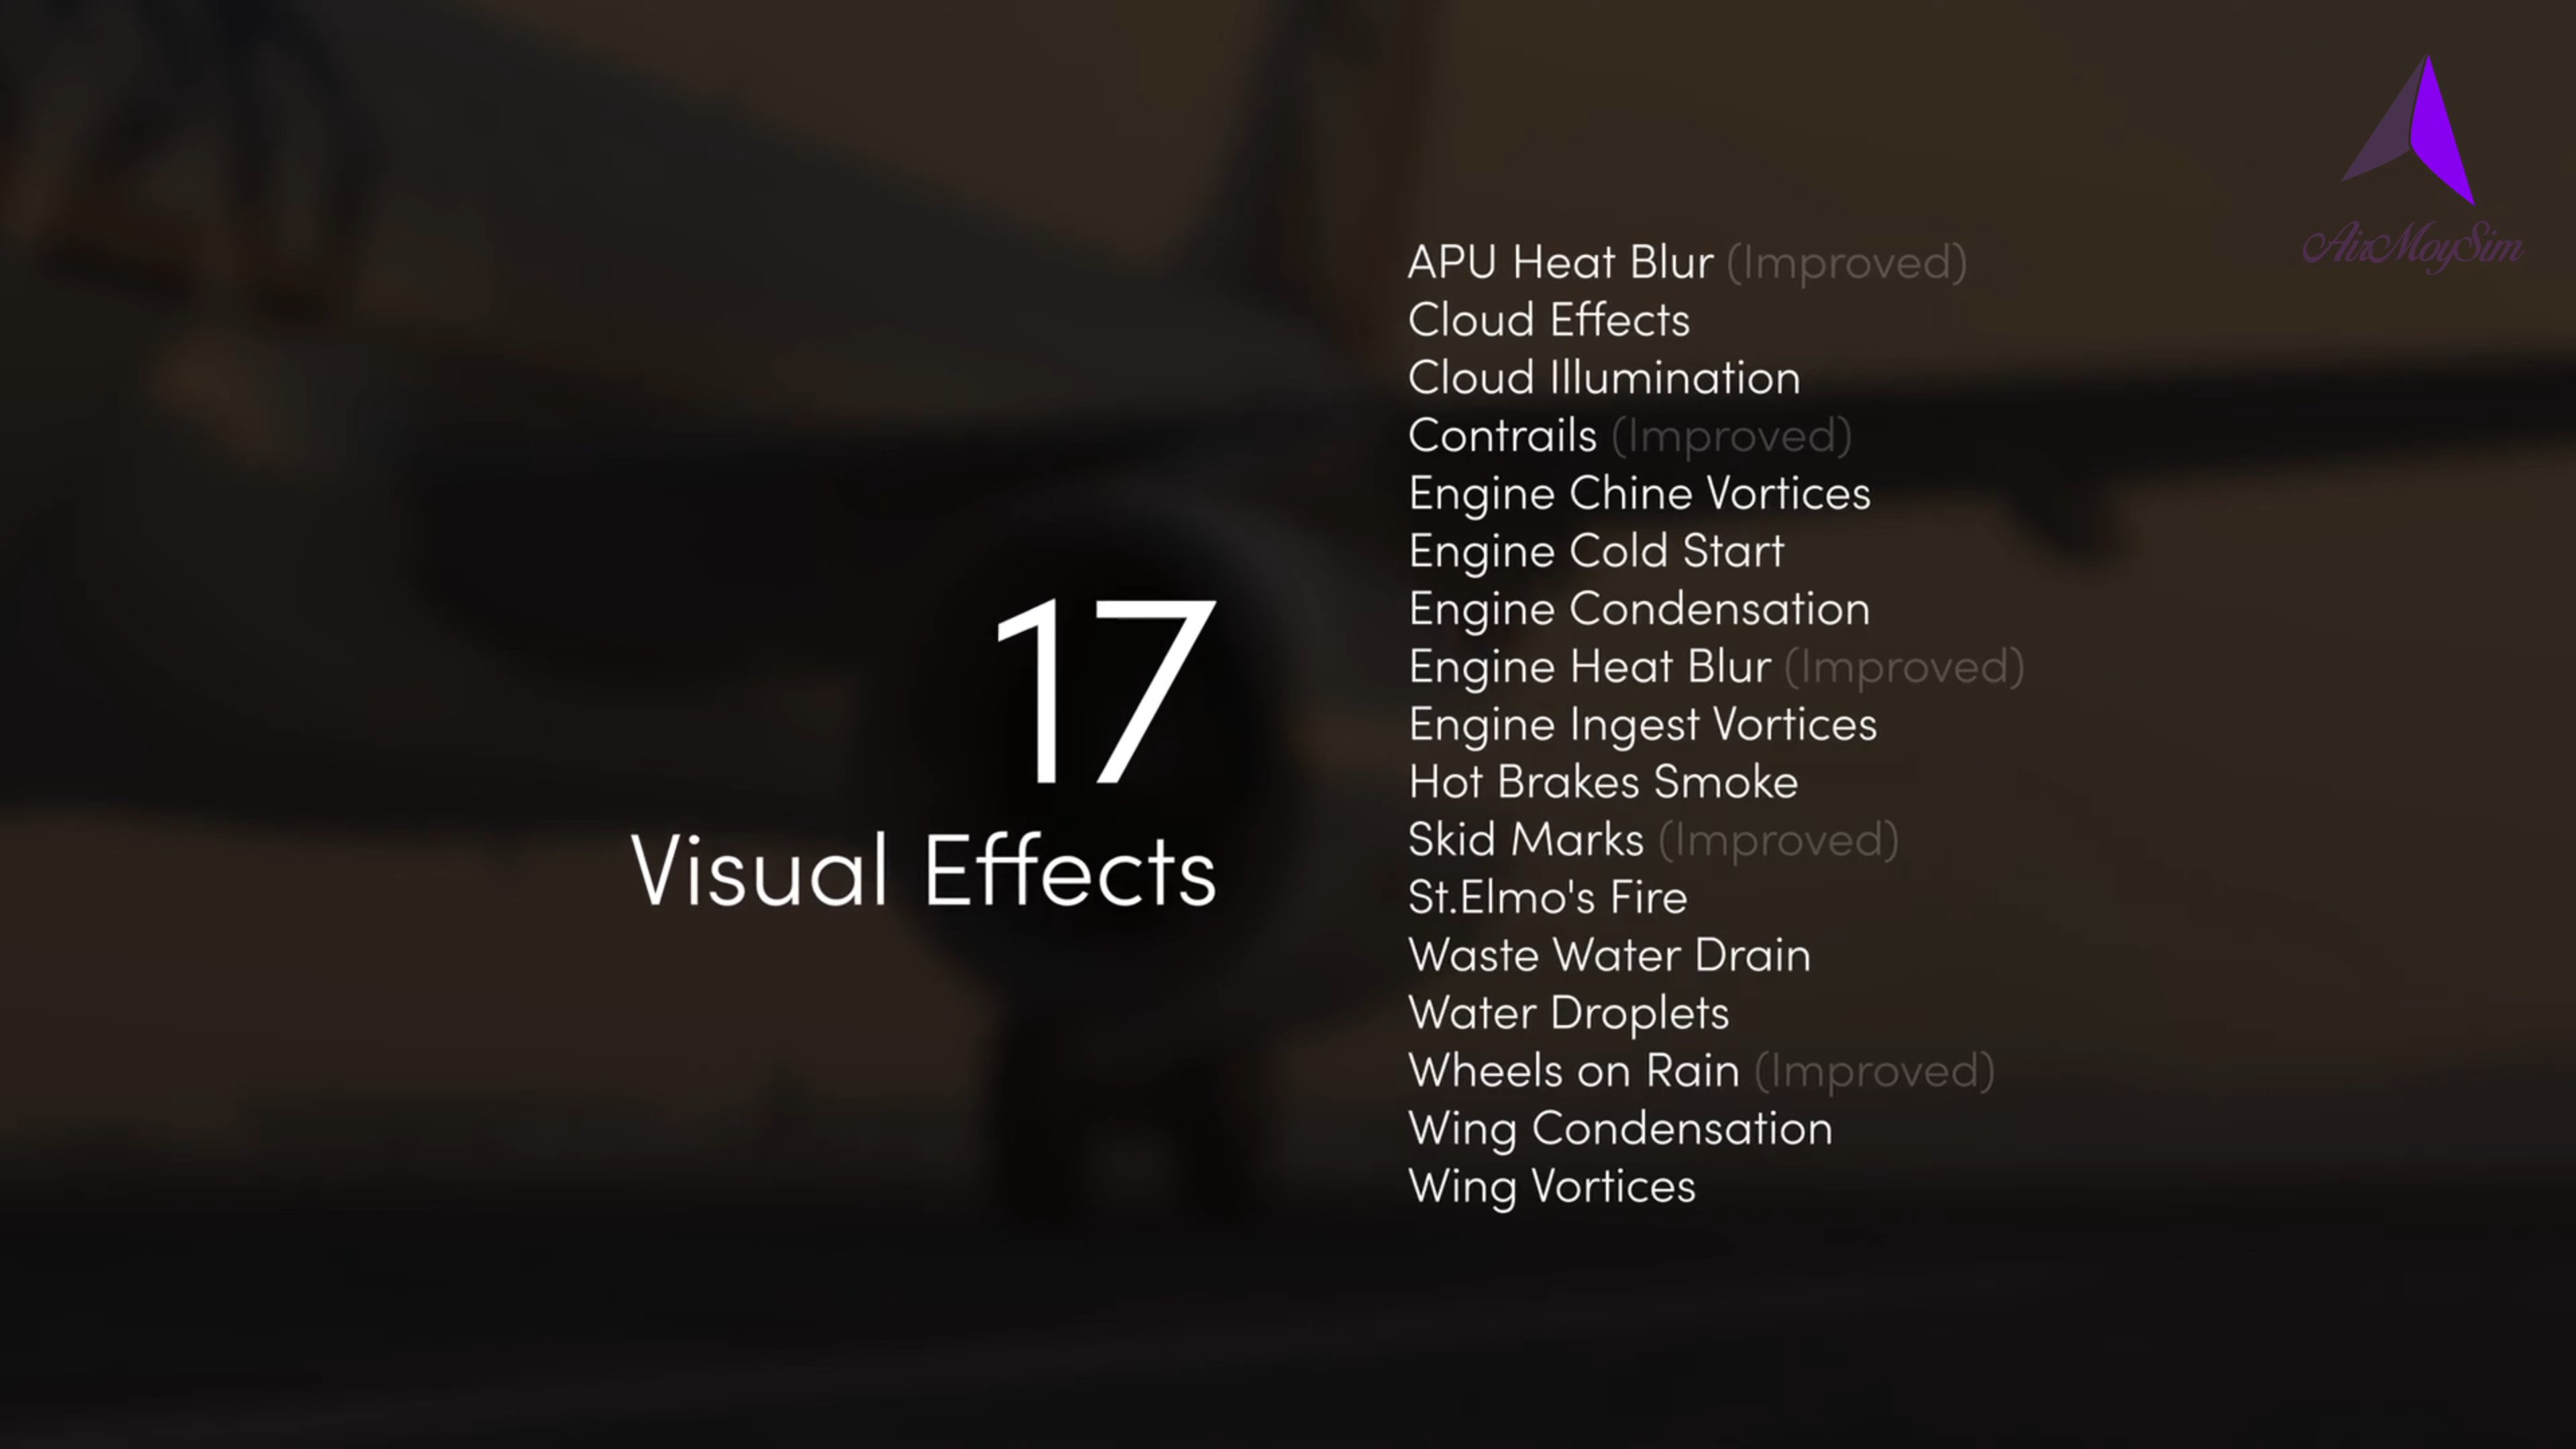 AirMoySim
17
Visual Effects
APU Heat Blur (Improved)
Cloud Effects
Cloud Illumination
Contrails (Improved)
Engine Chine Vortices
Engine Cold Start
Engine Condensation
Engine Heat Blur (Improved)
Engine Ingest Vortices
Hot Brakes Smoke
Skid Marks (Improved)
St.Elmo's Fire
Waste Water Drain
Water Droplets
Wheels on Rain (Improved)
Wing Condensation
Wing Vortices